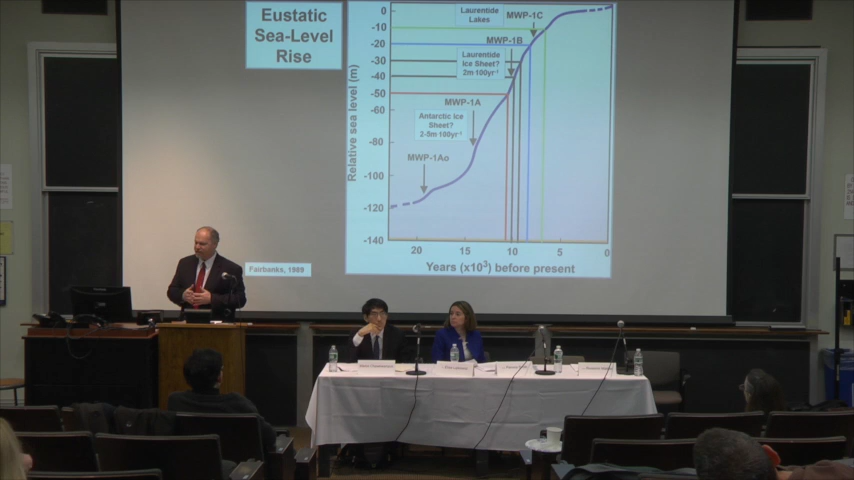 Eustatic
Sea-Level
Rise
Laurentide
Lakes
MWP-1C
MWP-1B
Laurentide
Ice Sheet?
2m·100yr⁻¹
MWP-1A
Antarctic Ice
Sheet?
2-5m·100yr⁻¹
MWP-1Ao
Relative sea level (m)
0
-10
-20
-30
-40
-50
-60
-80
-100
-120
-140
20
15
10
5
0
Years (x10³) before present
Fairbanks, 1989